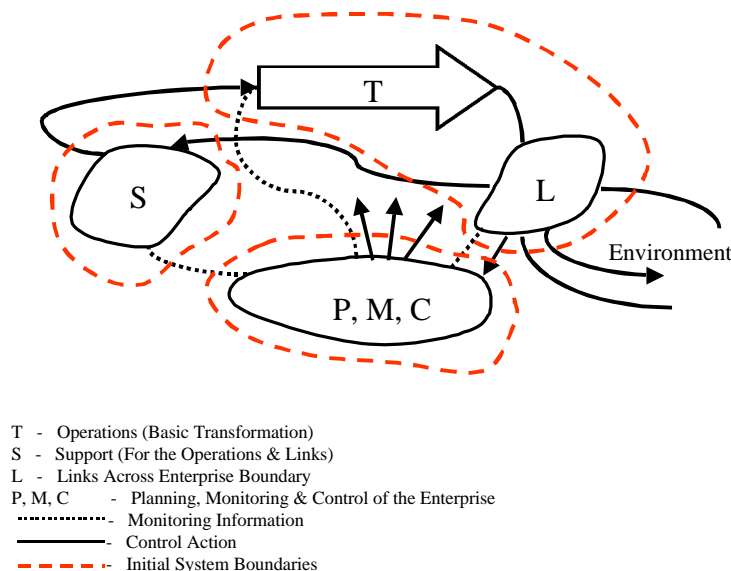 T
S
L
Environment
P, M, C
T - Operations (Basic Transformation)
S - Support (For the Operations & Links)
L - Links Across Enterprise Boundary
P, M, C - Planning, Monitoring & Control of the Enterprise
- Monitoring Information
- Control Action
- Initial System Boundaries